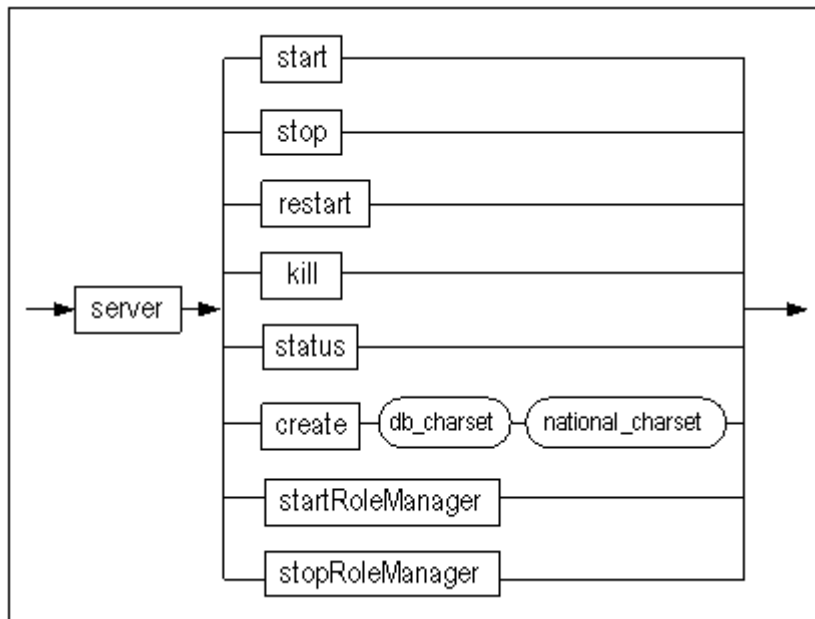 start
stop
restart
kill
server
status
create db_charset national_charset
startRoleManager
stopRoleManager